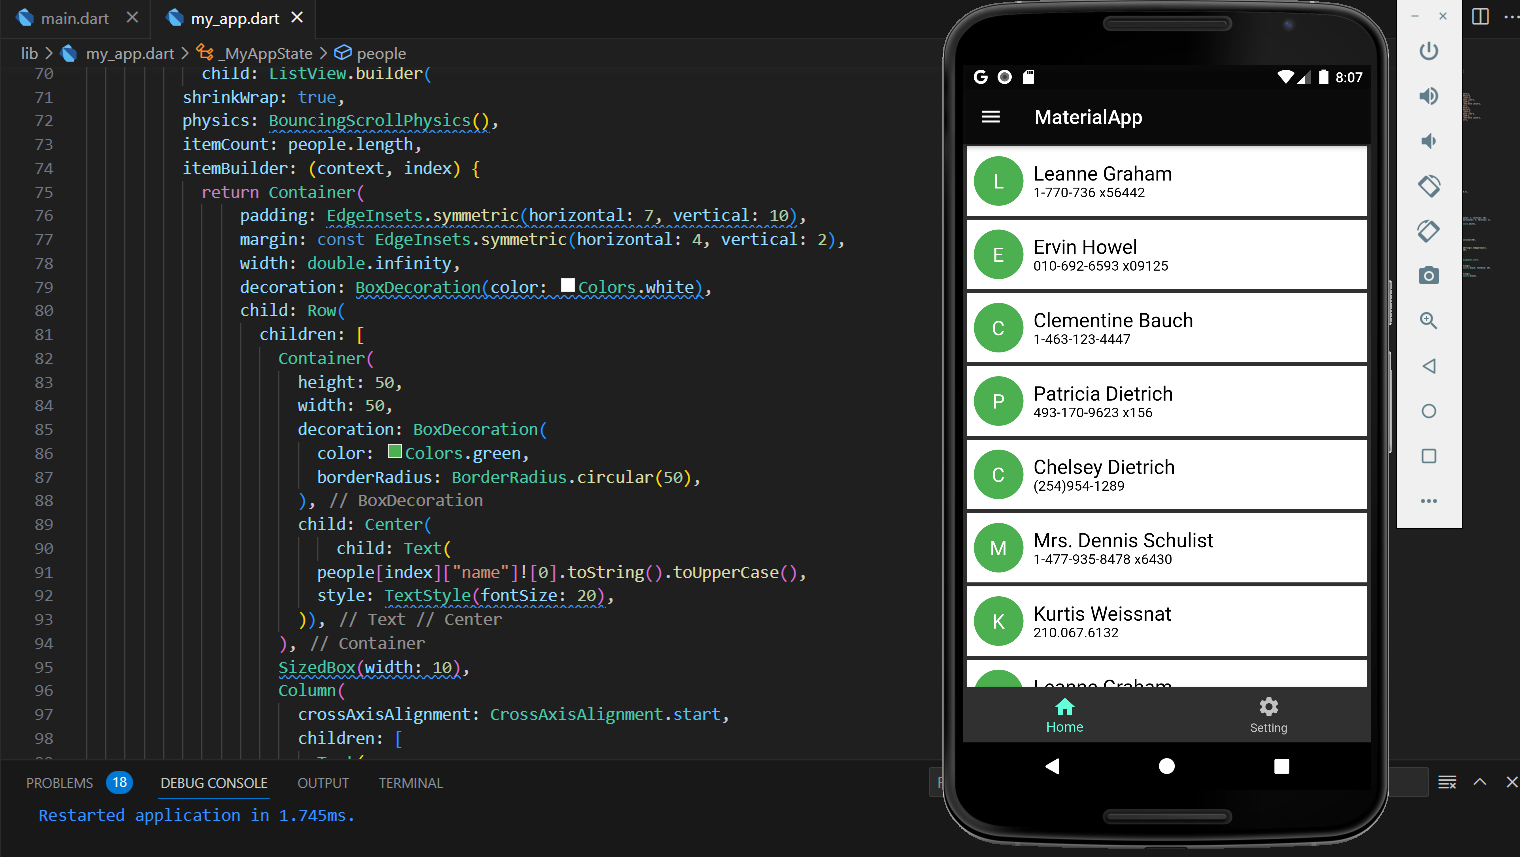 main.dart
my_app.dart
lib > my_app.dart > _MyAppState > people
70 child: ListView.builder(
71 shrinkWrap: true,
72 physics: BouncingScrollPhysics(),
73 itemCount: people.length,
74 itemBuilder: (context, index) {
75 return Container(
76 padding: EdgeInsets.symmetric(horizontal: 7, vertical: 10),
77 margin: const EdgeInsets.symmetric(horizontal: 4, vertical: 2),
78 width: double.infinity,
79 decoration: BoxDecoration(color: Colors.white),
80 child: Row(
81 children: [
82 Container(
83 height: 50,
84 width: 50,
85 decoration: BoxDecoration(
86 color: Colors.green,
87 borderRadius: BorderRadius.circular(50),
88 ), // BoxDecoration
89 child: Center(
90 child: Text(
91 people[index]["name"]![0].toString().toUpperCase(),
92 style: TextStyle(fontSize: 20),
93 )), // Text // Center
94 ), // Container
95 SizedBox(width: 10),
96 Column(
97 crossAxisAlignment: CrossAxisAlignment.start,
98 children: [
PROBLEMS 18 DEBUG CONSOLE OUTPUT TERMINAL
Restarted application in 1.745ms.
G 8:07
MaterialApp
L
Leanne Graham
1-770-736 x56442
E
Ervin Howel
010-692-6593 x09125
C
Clementine Bauch
1-463-123-4447
P
Patricia Dietrich
493-170-9623 x156
C
Chelsey Dietrich
(254)954-1289
M
Mrs. Dennis Schulist
1-477-935-8478 x6430
K
Kurtis Weissnat
210.067.6132
Leanne Graham
Home
Setting